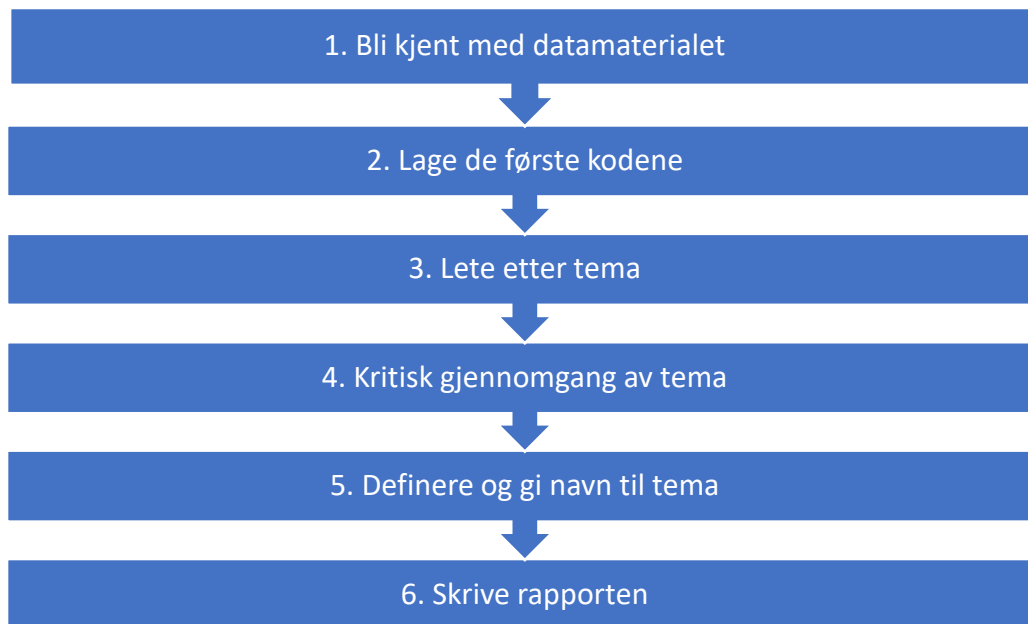 1. Bli kjent med datamaterialet
2. Lage de første kodene
3. Lete etter tema
4. Kritisk gjennomgang av tema
5. Definere og gi navn til tema
6. Skrive rapporten